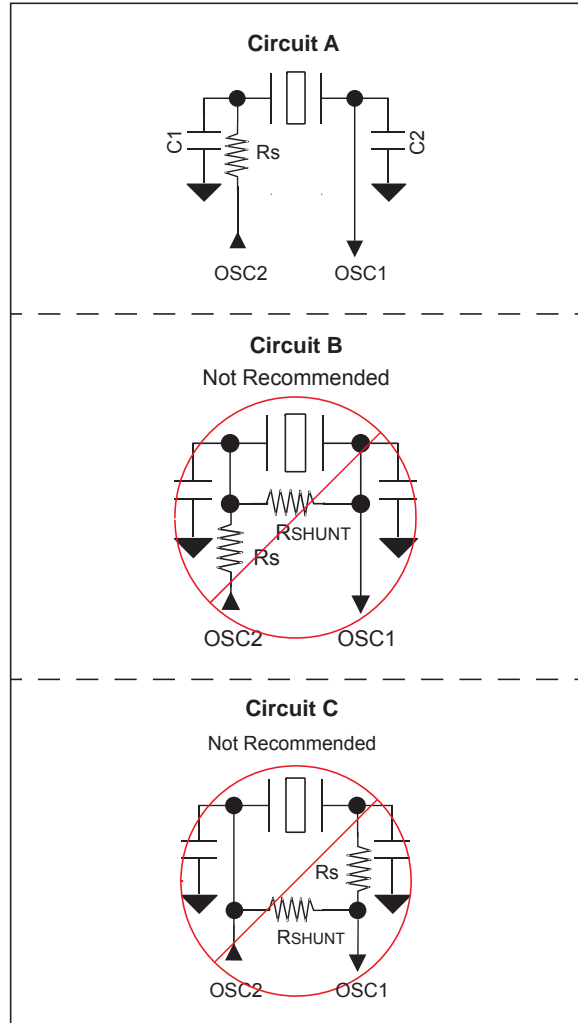 Circuit A
C1
Rs
C2
OSC2 OSC1
Circuit B
Not Recommended
RSHUNT
Rs
OSC2 OSC1
Circuit C
Not Recommended
Rs
RSHUNT
OSC2 OSC1